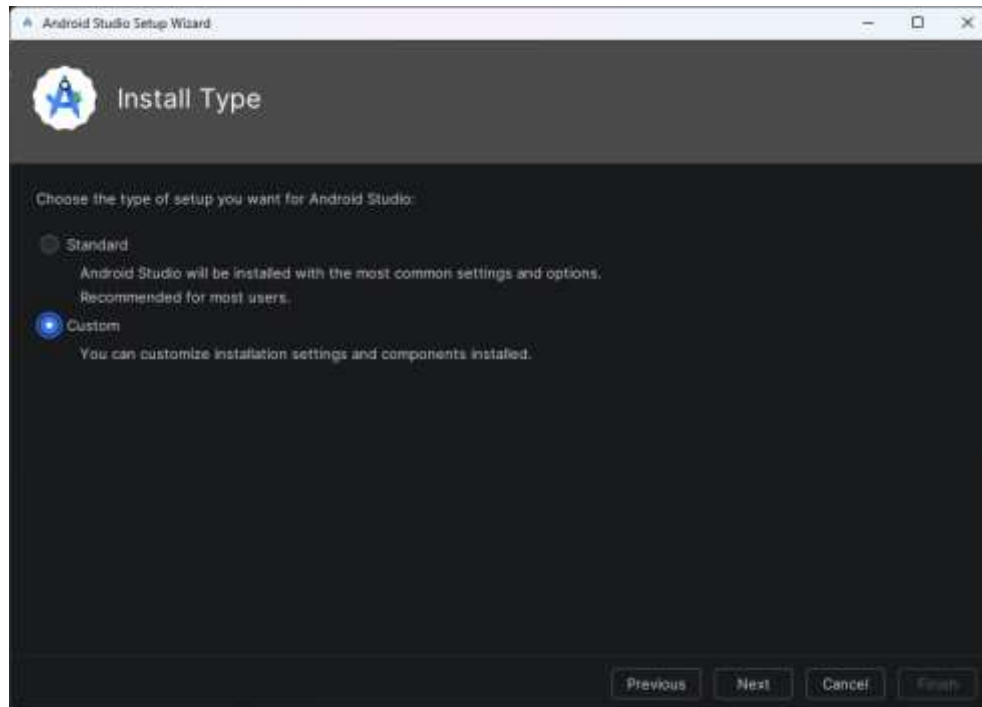 Android Studio Setup Wizard
Install Type
Choose the type of setup you want for Android Studio:
Standard
Android Studio will be installed with the most common settings and options.
Recommended for most users.
Custom
You can customize installation settings and components installed.
Previous
Next
Cancel
Finish